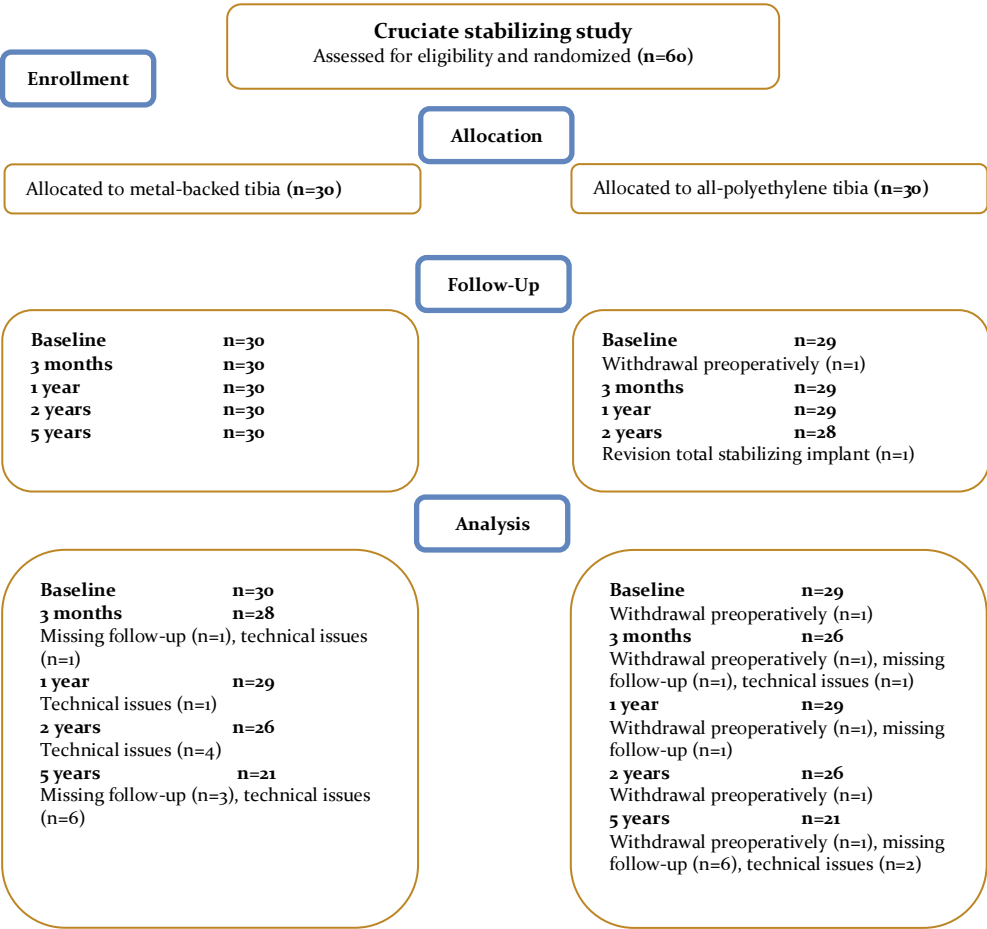 Cruciate stabilizing study
Assessed for eligibility and randomized (n=60)
Enrollment
Allocation
Allocated to metal-backed tibia (n=30)
Allocated to all-polyethylene tibia (n=30)
Follow-Up
Baseline n=30
3 months n=30
1 year n=30
2 years n=30
5 years n=30
Baseline n=29
Withdrawal preoperatively (n=1)
3 months n=29
1 year n=29
2 years n=28
Revision total stabilizing implant (n=1)
Analysis
Baseline n=30
3 months n=28
Missing follow-up (n=1), technical issues
(n=1)
1 year n=29
Technical issues (n=1)
2 years n=26
Technical issues (n=4)
5 years n=21
Missing follow-up (n=3), technical issues
(n=6)
Baseline n=29
Withdrawal preoperatively (n=1)
3 months n=26
Withdrawal preoperatively (n=1), missing
follow-up (n=1), technical issues (n=1)
1 year n=29
Withdrawal preoperatively (n=1), missing
follow-up (n=1)
2 years n=26
Withdrawal preoperatively (n=1)
5 years n=21
Withdrawal preoperatively (n=1), missing
follow-up (n=6), technical issues (n=2)